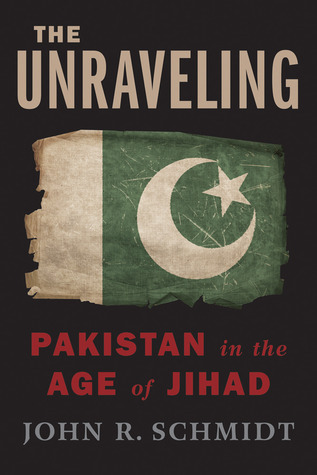 THE
UNRAVELING
PAKISTAN in the
AGE of JIHAD
JOHN R. SCHMIDT